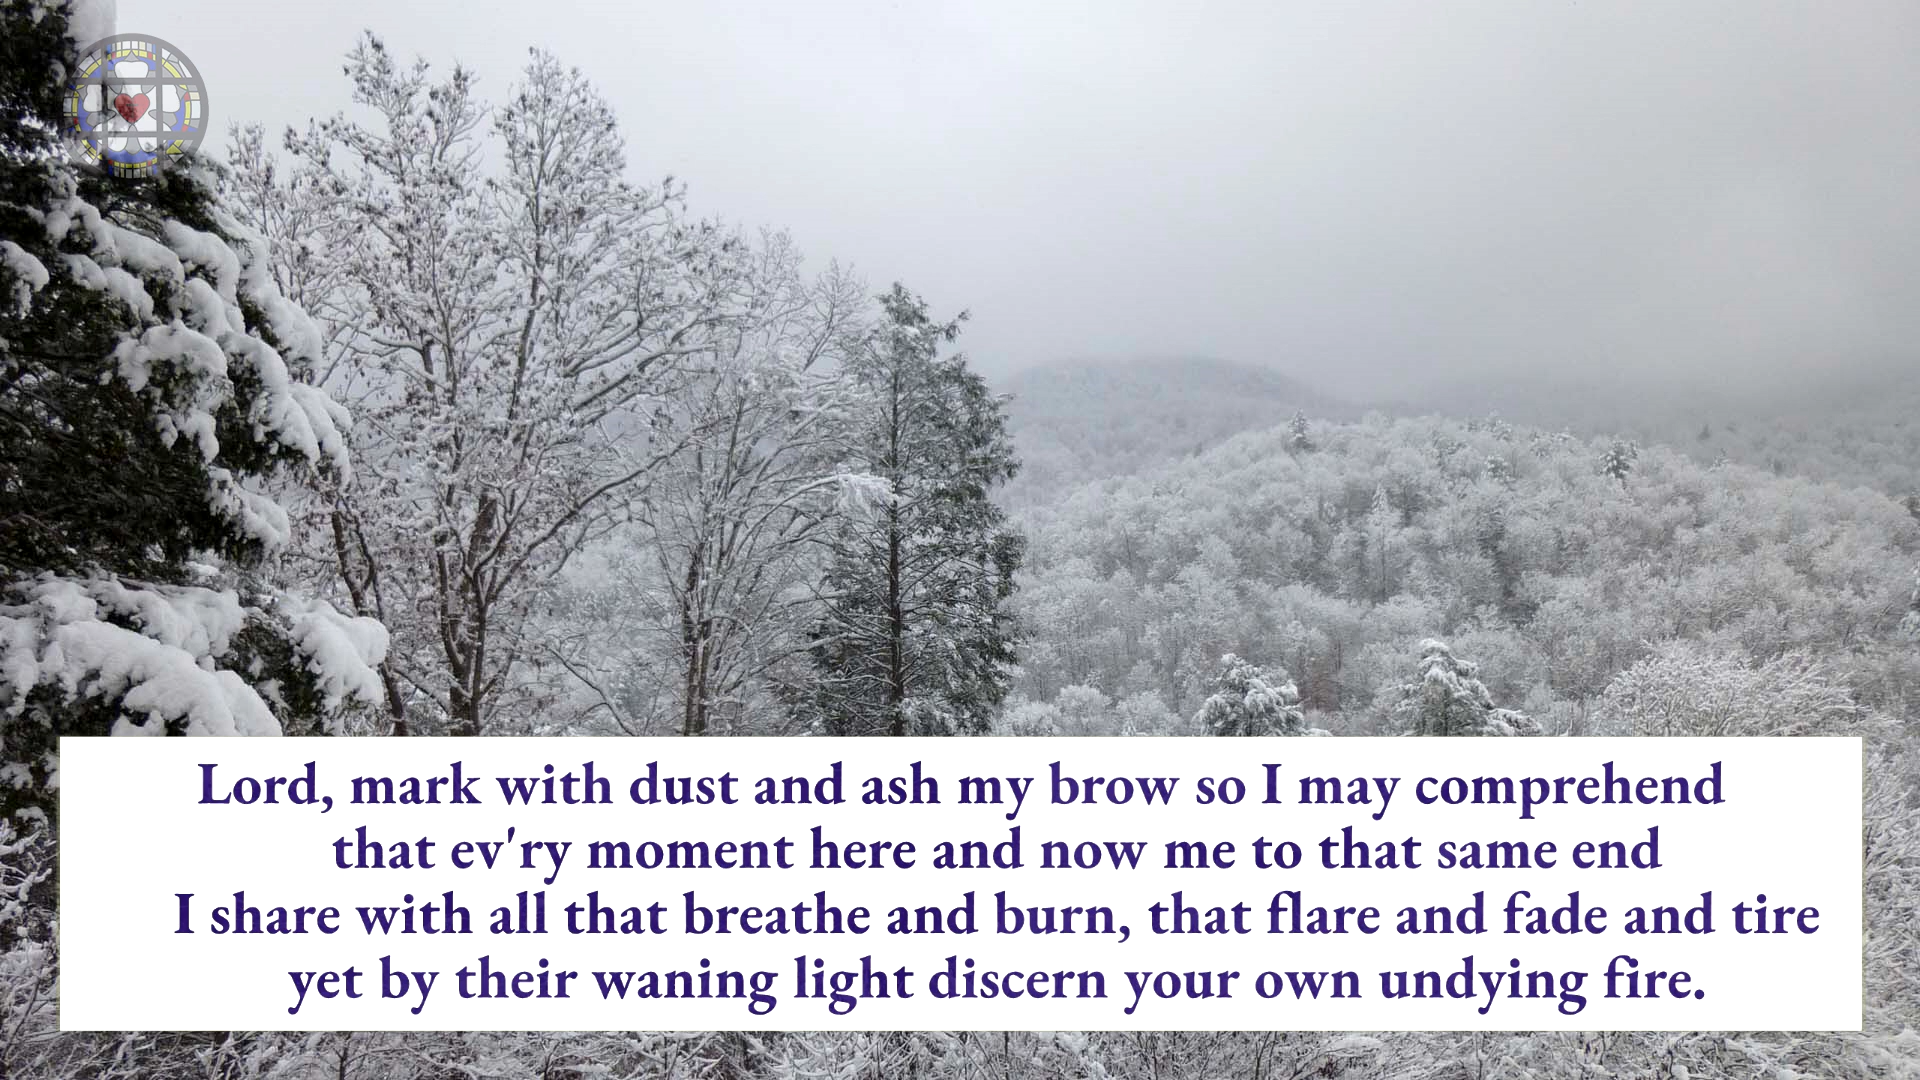 Lord, mark with dust and ash my brow so I may comprehend
that ev'ry moment here and now me to that same end
I share with all that breathe and burn, that flare and fade and tire
yet by their waning light discern your own undying fire.